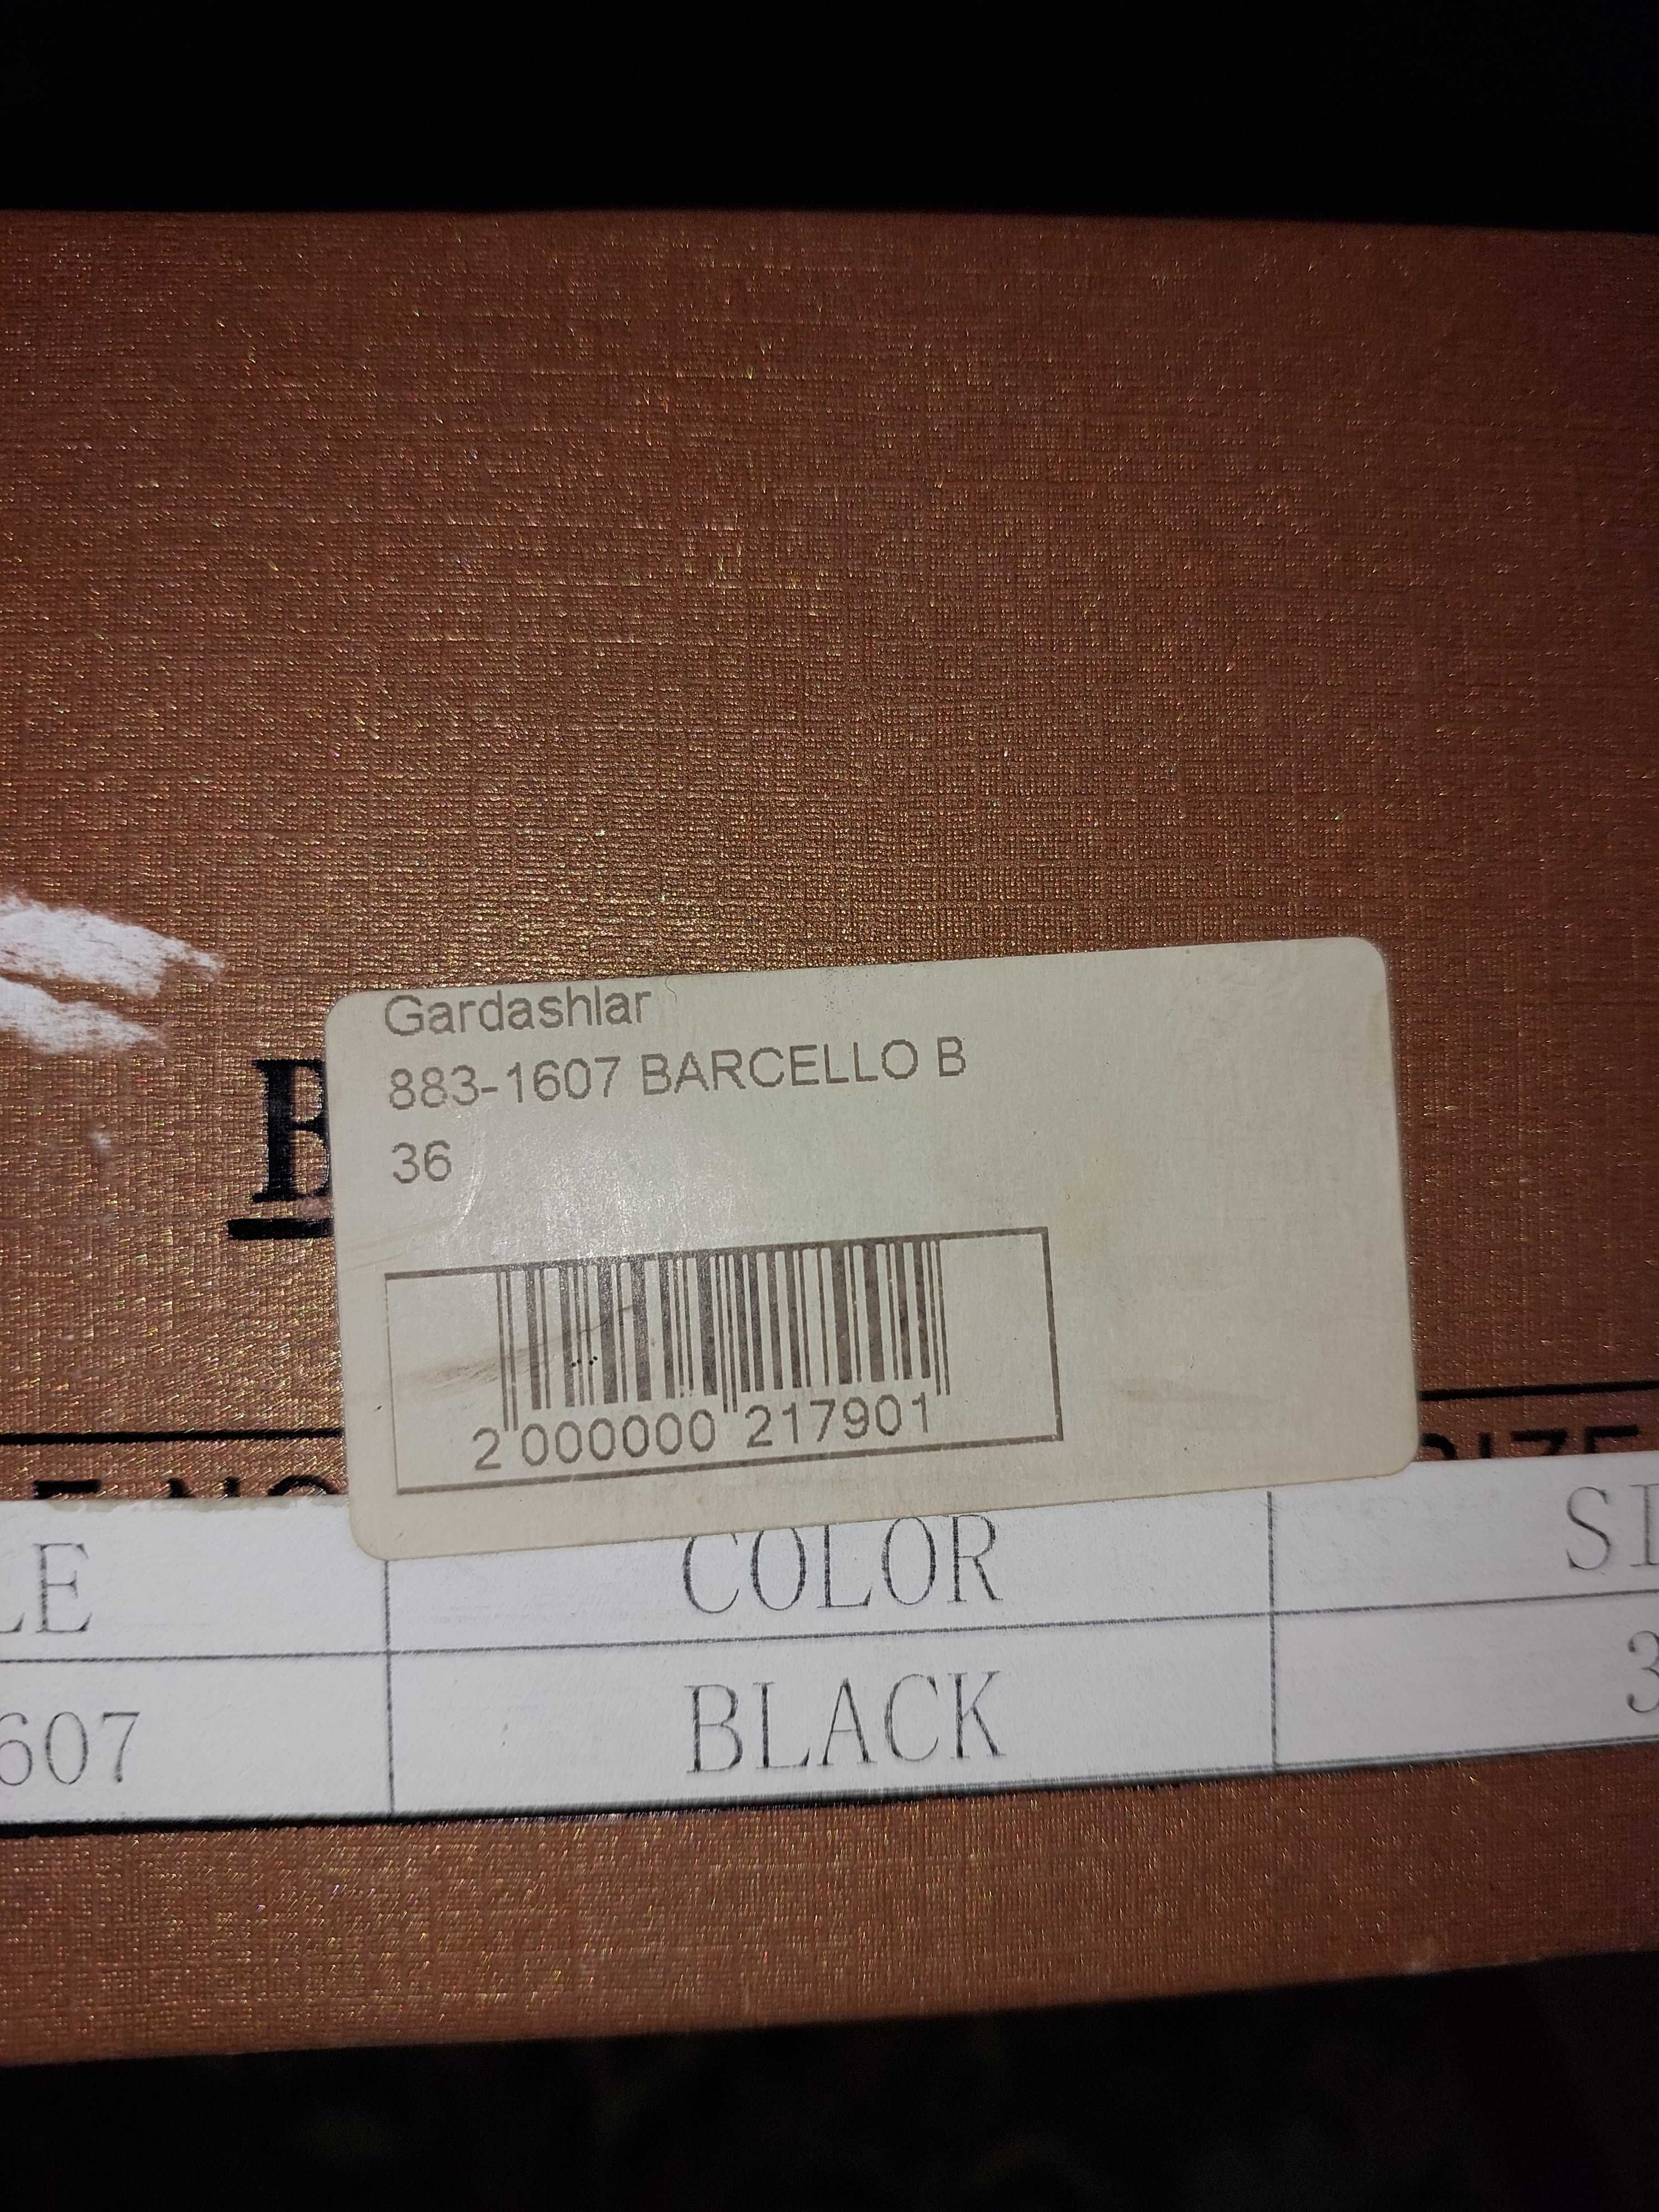 Gardashlar
883-1607 BARCELLO B
36
2 000000 217901
COLOR
607 BLACK